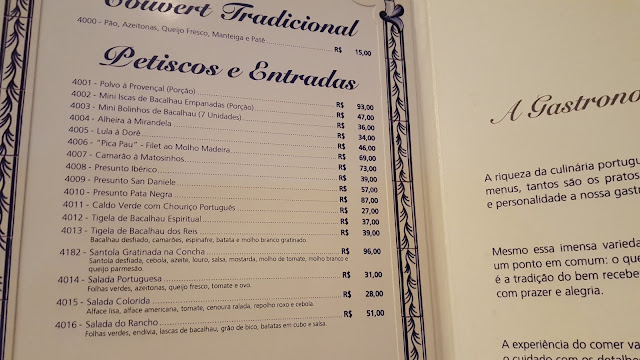 Couvert Tradicional
4000 - Pão, Azeitonas, Queijo Fresco, Manteiga e Patê R$ 15,00
Petiscos e Entradas
4001 - Polvo à Provençal (Porção) R$ 93,00
4002 - Mini Iscas de Bacalhau Empanadas (Porção) R$ 47,00
4003 - Mini Bolinhos de Bacalhau (7 Unidades) R$ 36,00
4004 - Alheira à Mirandela R$ 34,00
4005 - Lula à Dorê R$ 46,00
4006 - "Pica Pau" - Filet ao Molho Madeira R$ 69,00
4007 - Camarão à Matosinhos R$ 73,00
4008 - Presunto Ibérico R$ 39,00
4009 - Presunto San Daniele R$ 57,00
4010 - Presunto Pata Negra R$ 87,00
4011 - Caldo Verde com Chouriço Português R$ 27,00
4012 - Tigela de Bacalhau Espiritual R$ 37,00
4013 - Tigela de Bacalhau dos Reis R$ 39,00
Bacalhau desfiado, camarões, espinafre, batata e molho branco gratinado.
4182 - Santola Gratinada na Concha R$ 96,00
Santola desfiada, cebola, azeite, louro, salsa, mostarda, molho de tomate, molho branco e
queijo parmesão.
4014 - Salada Portuguesa R$ 31,00
Folhas verdes, azeitonas, queijo fresco, tomate e ovo.
4015 - Salada Colorida R$ 28,00
Alface lisa, alface americana, tomate, cenoura ralada, repolho roxo e cebola.
4016 - Salada do Rancho R$ 51,00
Folhas verdes, endívia, lascas de bacalhau, grão de bico, batatas em cubo e salsa.
A Gastrono
A riqueza da culinária portugu
menus, tantos são os pratos
e personalidade a nossa gast
Mesmo essa imensa varieda
um ponto em comum: o que
é a tradição do bem recebe
com prazer e alegria.
A experiência do comer va
o cuidado com os detalhe